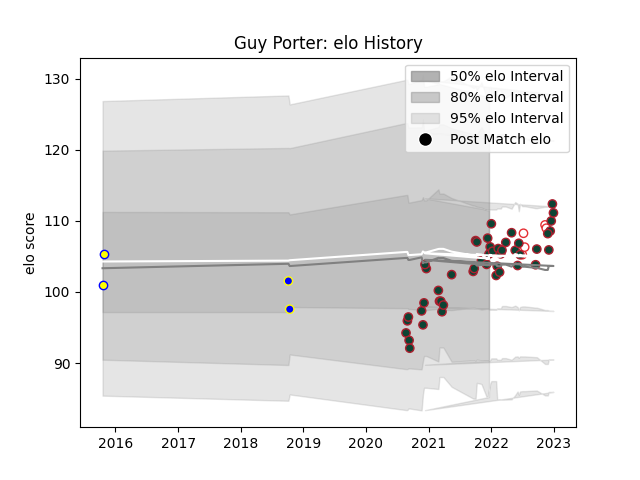 Guy Porter: elo History
50% elo Interval
80% elo Interval
95% elo Interval
Post Match elo
elo score
130
120
110
100
90
2016 2017 2018 2019 2020 2021 2022 2023